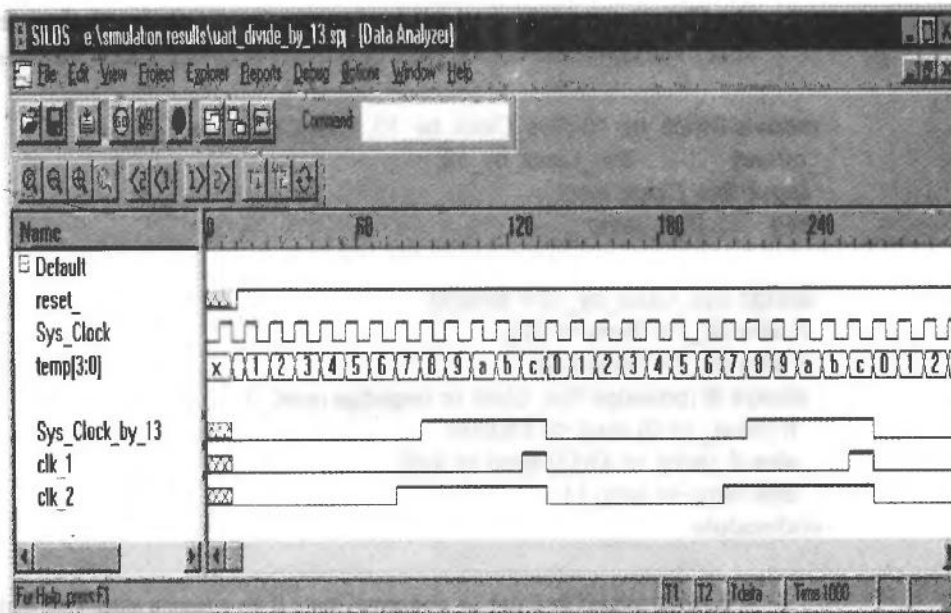 SILOS - e:\simulation results\uart_divide_by_13.spj - [Data Analyzer]
File Edit View Project Explorer Reports Debug Options Window Help
Command
Name
0 60 120 180 240
Default
reset_
Sys_Clock
temp[3:0]
x 1 2 3 4 5 6 7 8 9 a b c 0 1 2 3 4 5 6 7 8 9 a b c 0 1 2
Sys_Clock_by_13
clk_1
clk_2
For Help, press F1
T1 T2 Tdelta Time 1000